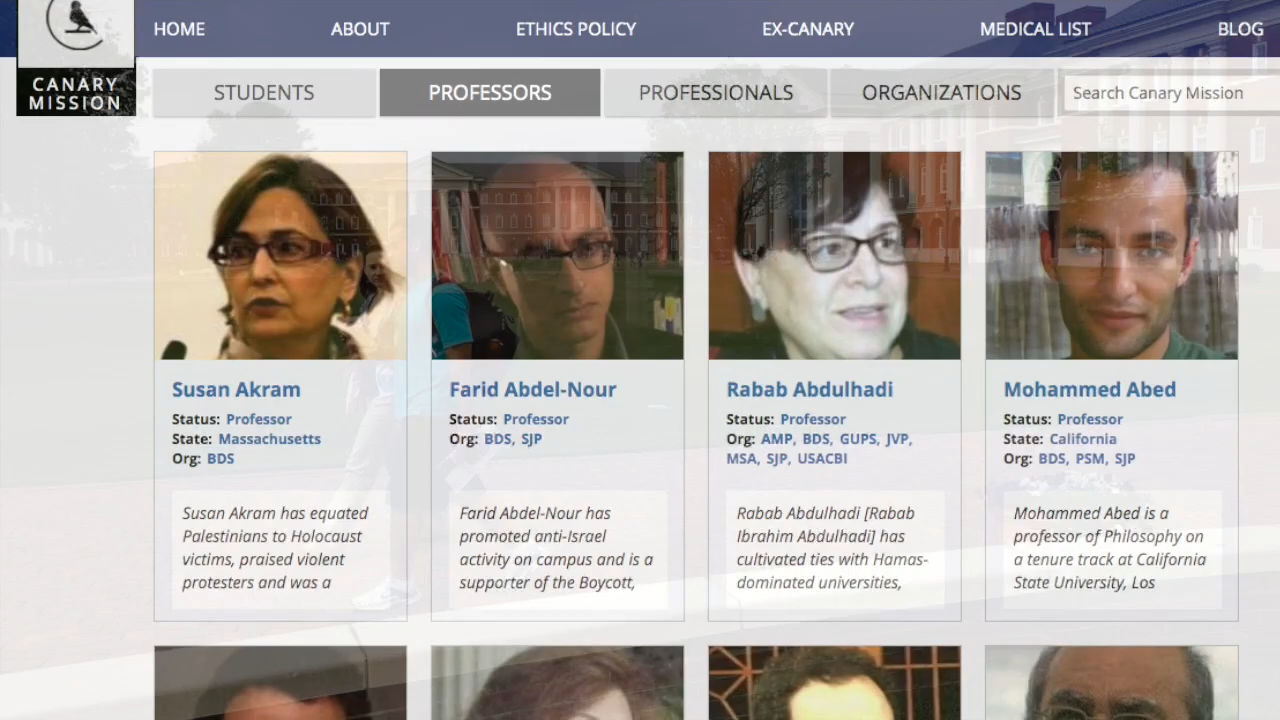 HOME ABOUT ETHICS POLICY EX-CANARY MEDICAL LIST BLOG
CANARY
MISSION
STUDENTS PROFESSORS PROFESSIONALS ORGANIZATIONS Search Canary Mission
Susan Akram
Status: Professor
State: Massachusetts
Org: BDS
Susan Akram has equated
Palestinians to Holocaust
victims, praised violent
protesters and was a
Farid Abdel-Nour
Status: Professor
Org: BDS, SJP
Farid Abdel-Nour has
promoted anti-Israel
activity on campus and is a
supporter of the Boycott,
Rabab Abdulhadi
Status: Professor
Org: AMP, BDS, GUPS, JVP,
MSA, SJP, USACBI
Rabab Abdulhadi [Rabab
Ibrahim Abdulhadi] has
cultivated ties with Hamas-
dominated universities,
Mohammed Abed
Status: Professor
State: California
Org: BDS, PSM, SJP
Mohammed Abed is a
professor of Philosophy on
a tenure track at California
State University, Los